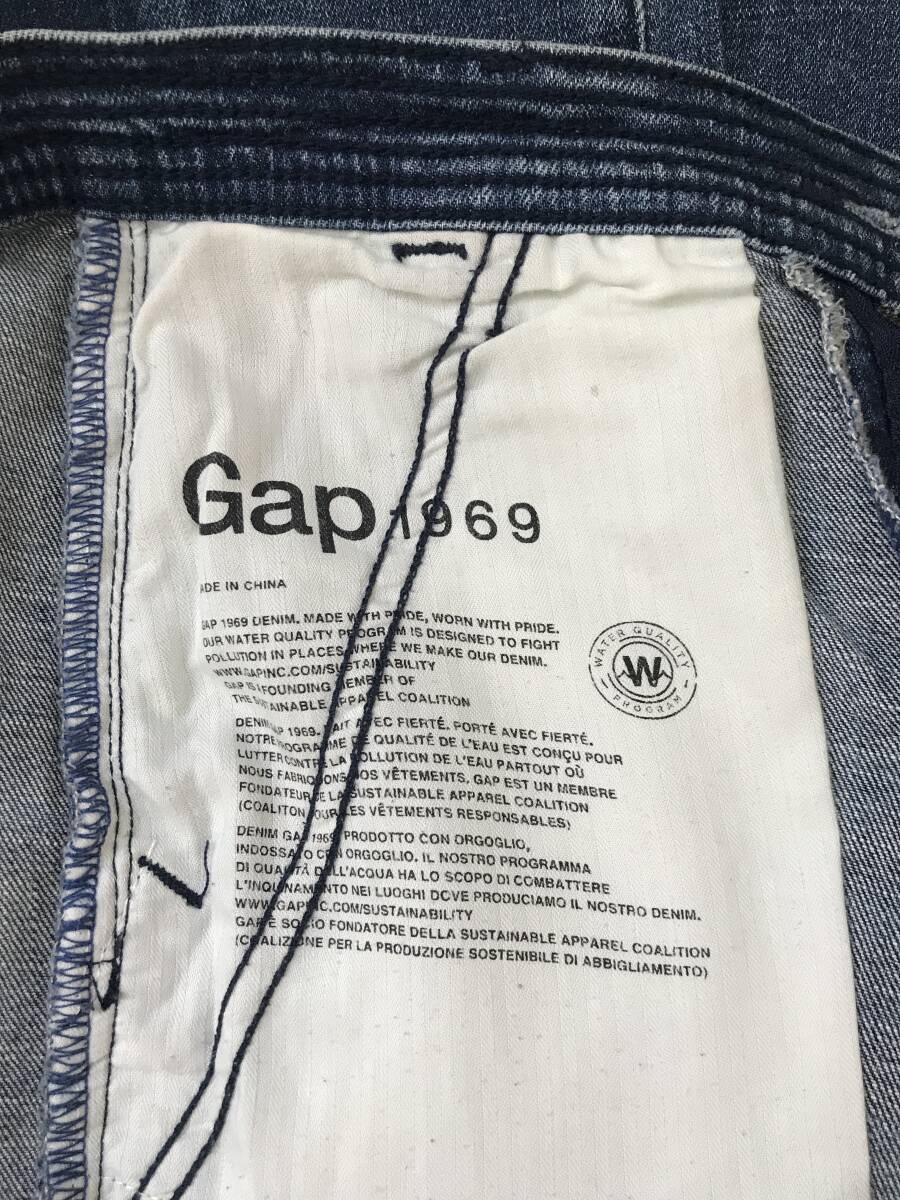 Gap 1969
ADE IN CHINA
AP 1969 DENIM. MADE WITH PRIDE, WORN WITH PRIDE.
OUR WATER QUALITY PROGRAM IS DESIGNED TO FIGHT
POLLUTION IN PLACES WHERE WE MAKE OUR DENIM.
WWW.GAPINC.COM/SUSTAINABILITY
GAP IS FOUNDING MEMBER OF
THE SUSTAINABLE APPAREL COALITION
WATER QUALITY
W
PROGRAM
DENIM GAP 1969. FAIT AVEC FIERTÉ. PORTÉ AVEC FIERTÉ.
NOTRE PROGRAMME DE QUALITÉ DE L'EAU EST CONÇU POUR
LUTTER CONTRE LA POLLUTION DE L'EAU PARTOUT OÙ
NOUS FABRIQUONS NOS VÊTEMENTS. GAP EST UN MEMBRE
FONDATEUR DE LA SUSTAINABLE APPAREL COALITION
(COALITON POUR LES VÊTEMENTS RESPONSABLES)
DENIM GAP 1969. PRODOTTO CON ORGOGLIO,
INDOSSATO CON ORGOGLIO. IL NOSTRO PROGRAMMA
DI QUALITÀ DELL'ACQUA HA LO SCOPO DI COMBATTERE
L'INQUINAMENTO NEI LUOGHI DOVE PRODUCIAMO IL NOSTRO DENIM.
WWW.GAPINC.COM/SUSTAINABILITY
GAP È SOCIO FONDATORE DELLA SUSTAINABLE APPAREL COALITION
(COALIZIONE PER LA PRODUZIONE SOSTENIBILE DI ABBIGLIAMENTO)